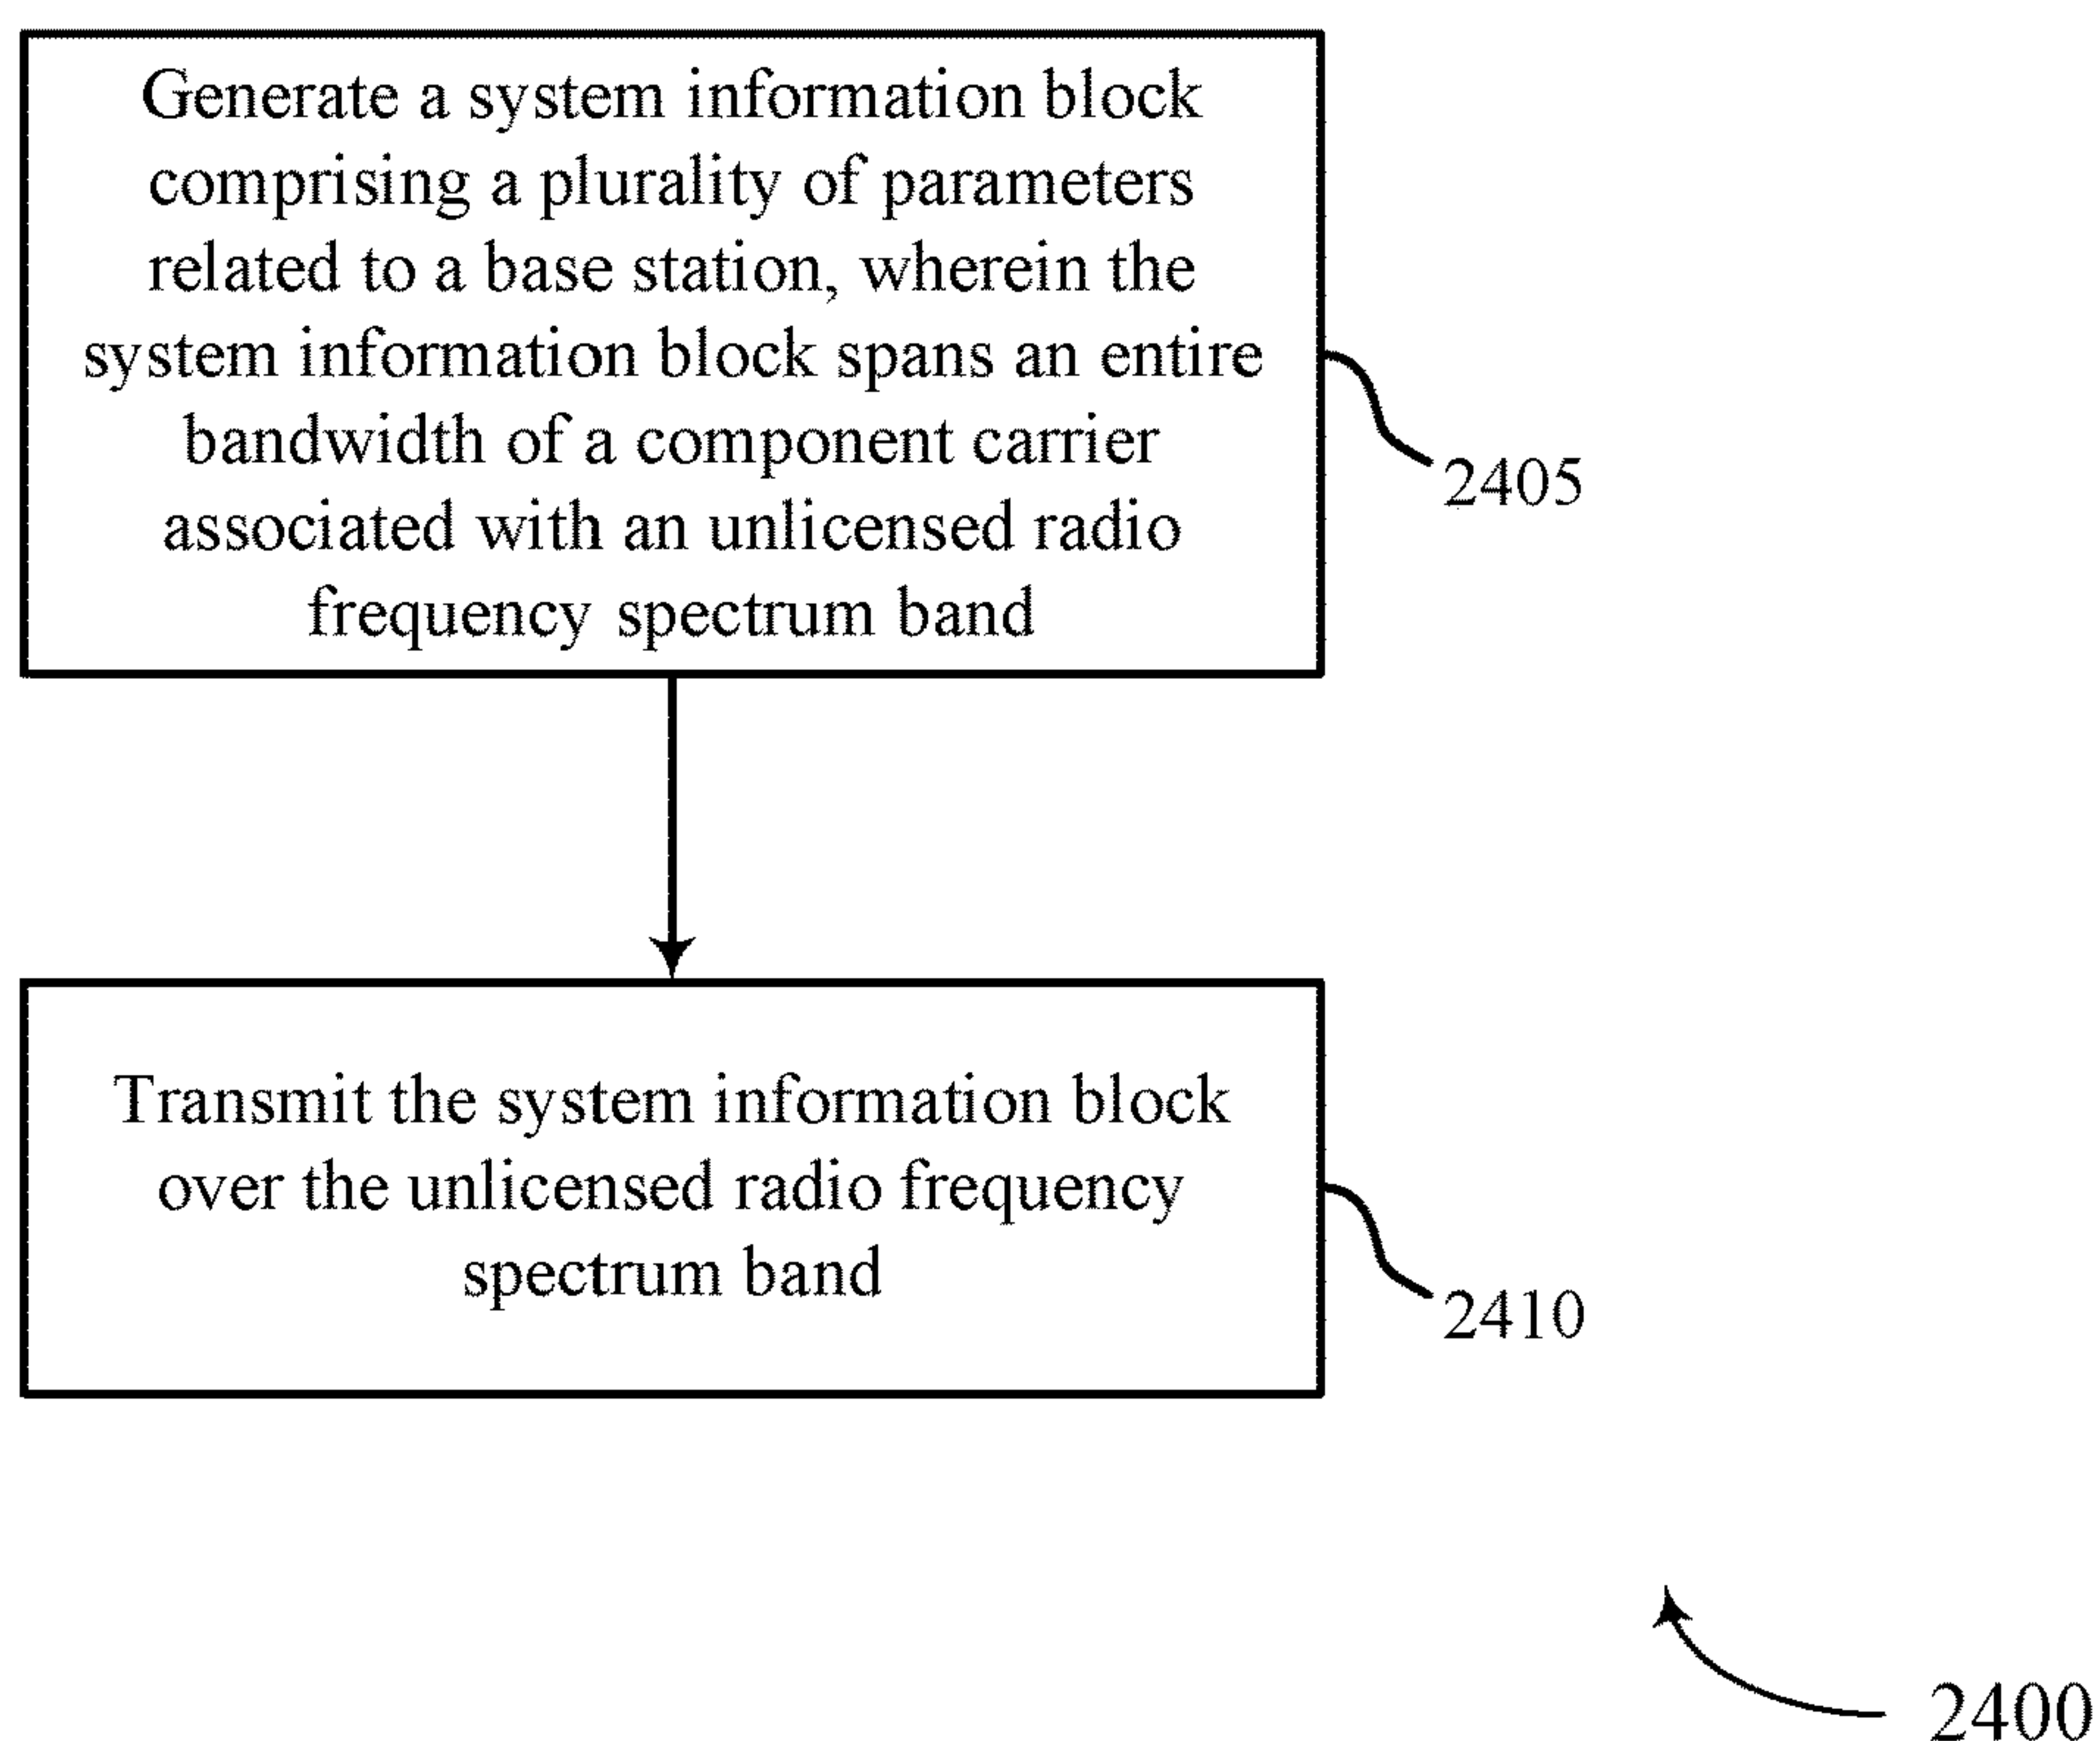 Generate a system information block
comprising a plurality of parameters
related to a base station, wherein the
system information block spans an entire
bandwidth of a component carrier
associated with an unlicensed radio
frequency spectrum band
2405
Transmit the system information block
over the unlicensed radio frequency
spectrum band
2410
2400